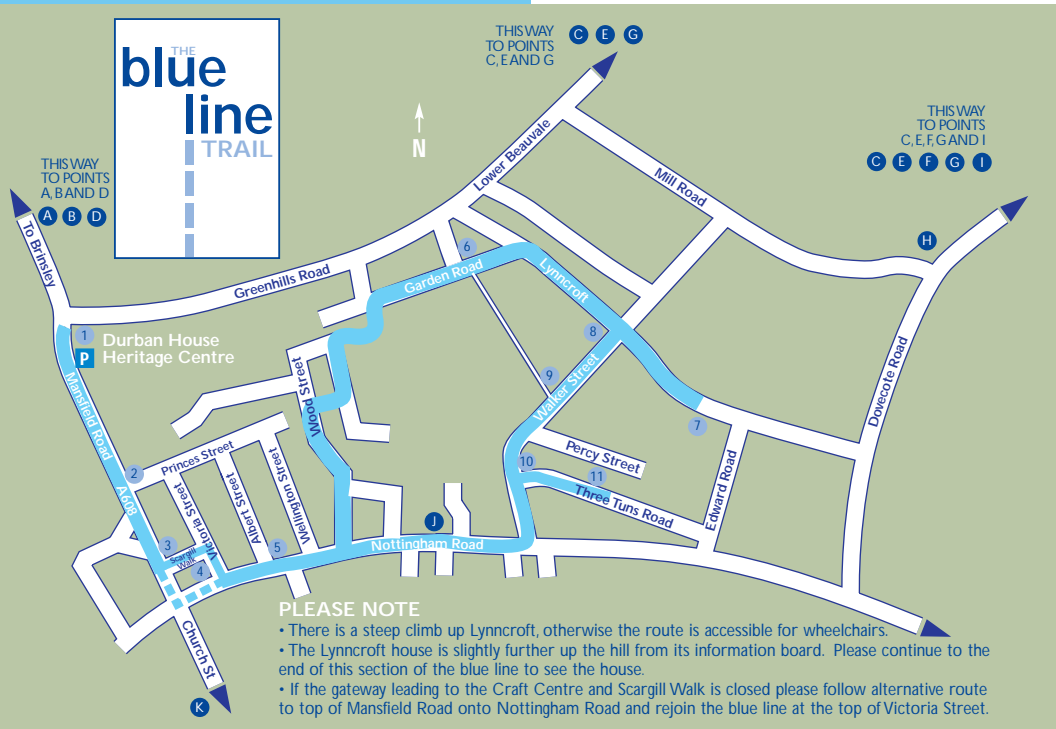 THE
blue
line
TRAIL
THIS WAY
TO POINTS
C, E AND G
C E G
THIS WAY
TO POINTS
C, E, F, G AND I
C E F G I
THIS WAY
TO POINTS
A, B AND D
A B D
N
To Brinsley
Lower Beauvale
Mill Road
H
Greenhills Road
6
Garden Road
Lynncroft
1
P
Durban House
Heritage Centre
8
9
Walker Street
Dovecote Road
Mansfield Road
A608
Wood Street
7
2
Princes Street
Victoria Street
Albert Street
Wellington Street
10
Percy Street
11
Three Tuns Road
Edward Road
J
Nottingham Road
3
Scargill
Walk
Victoria
4
5
Church St
K
PLEASE NOTE
• There is a steep climb up Lynncroft, otherwise the route is accessible for wheelchairs.
• The Lynncroft house is slightly further up the hill from its information board. Please continue to the
end of this section of the blue line to see the house.
• If the gateway leading to the Craft Centre and Scargill Walk is closed please follow alternative route
to top of Mansfield Road onto Nottingham Road and rejoin the blue line at the top of Victoria Street.